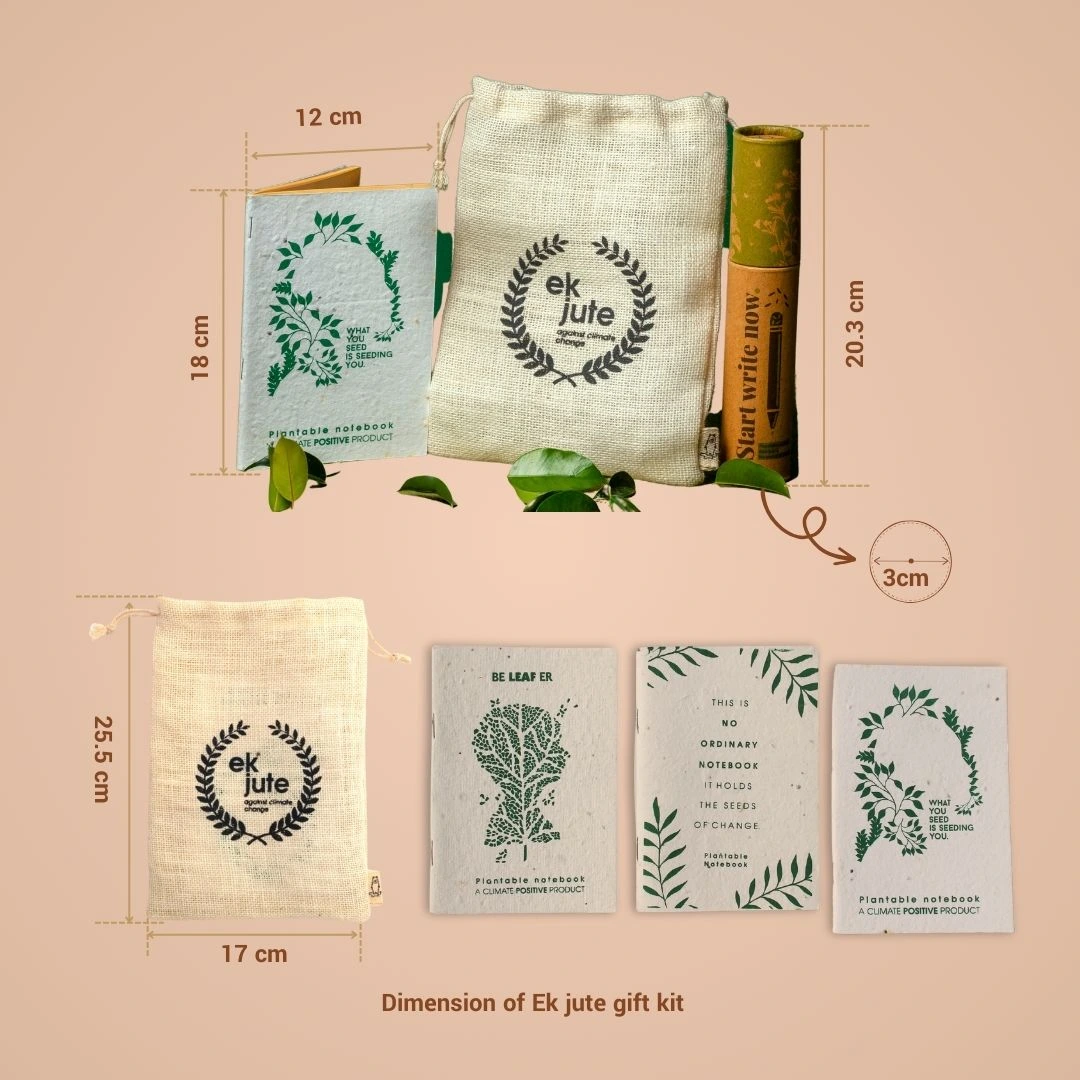 12 cm
18 cm
WHAT
YOU
SEED
IS SEEDING
YOU.
Plantable notebook
CLIMATE POSITIVE PRODUCT
ek
jute
against climate
change
Start write now.
20.3 cm
3cm
25.5 cm
ek
jute
against climate
change
17 cm
BE LEAF ER
Plantable notebook
A CLIMATE POSITIVE PRODUCT
THIS IS
NO
ORDINARY
NOTEBOOK
IT HOLDS
THE SEEDS
OF CHANGE.
Plantable
Notebook
WHAT
YOU
SEED
IS SEEDING
YOU.
Plantable notebook
A CLIMATE POSITIVE PRODUCT
Dimension of Ek jute gift kit